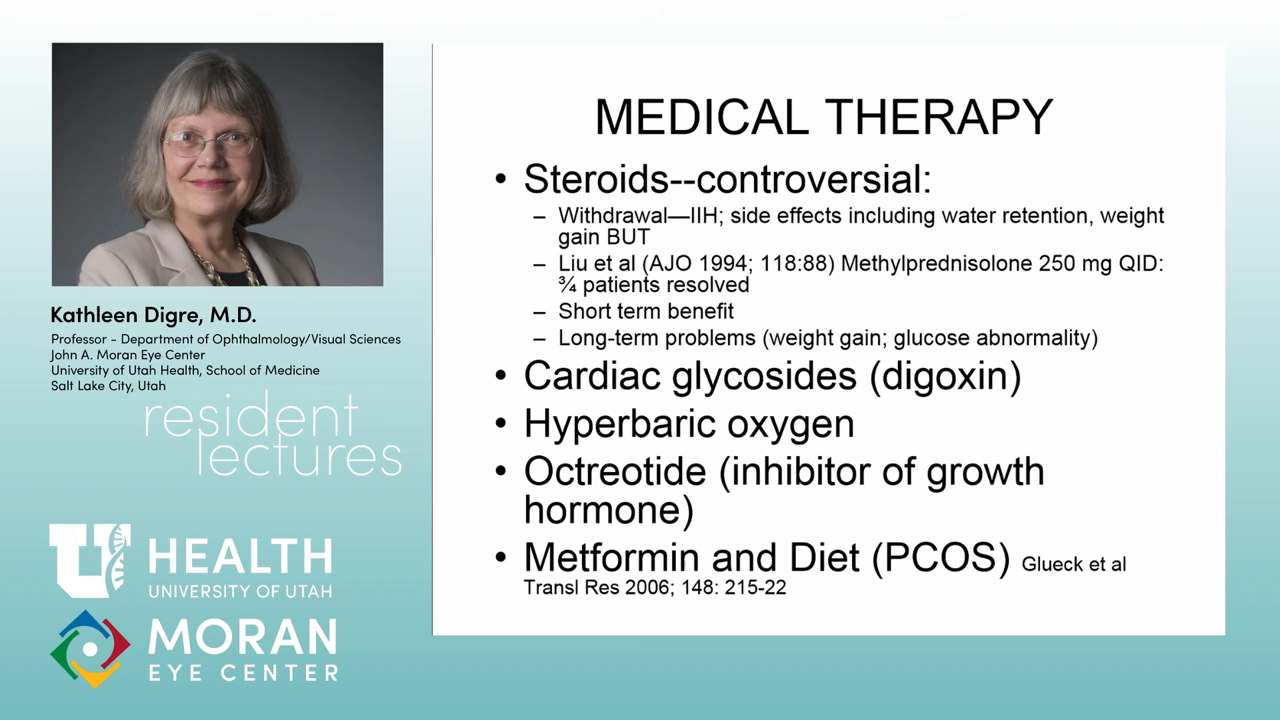 MEDICAL THERAPY
• Steroids--controversial:
– Withdrawal—IIH; side effects including water retention, weight
gain BUT
– Liu et al (AJO 1994; 118:88) Methylprednisolone 250 mg QID:
¾ patients resolved
– Short term benefit
– Long-term problems (weight gain; glucose abnormality)
• Cardiac glycosides (digoxin)
• Hyperbaric oxygen
• Octreotide (inhibitor of growth
hormone)
• Metformin and Diet (PCOS) Glueck et al
Transl Res 2006; 148: 215-22
Kathleen Digre, M.D.
Professor - Department of Ophthalmology/Visual Sciences
John A. Moran Eye Center
University of Utah Health, School of Medicine
Salt Lake City, Utah
resident
lectures
U HEALTH
UNIVERSITY OF UTAH
MORAN
EYE CENTER